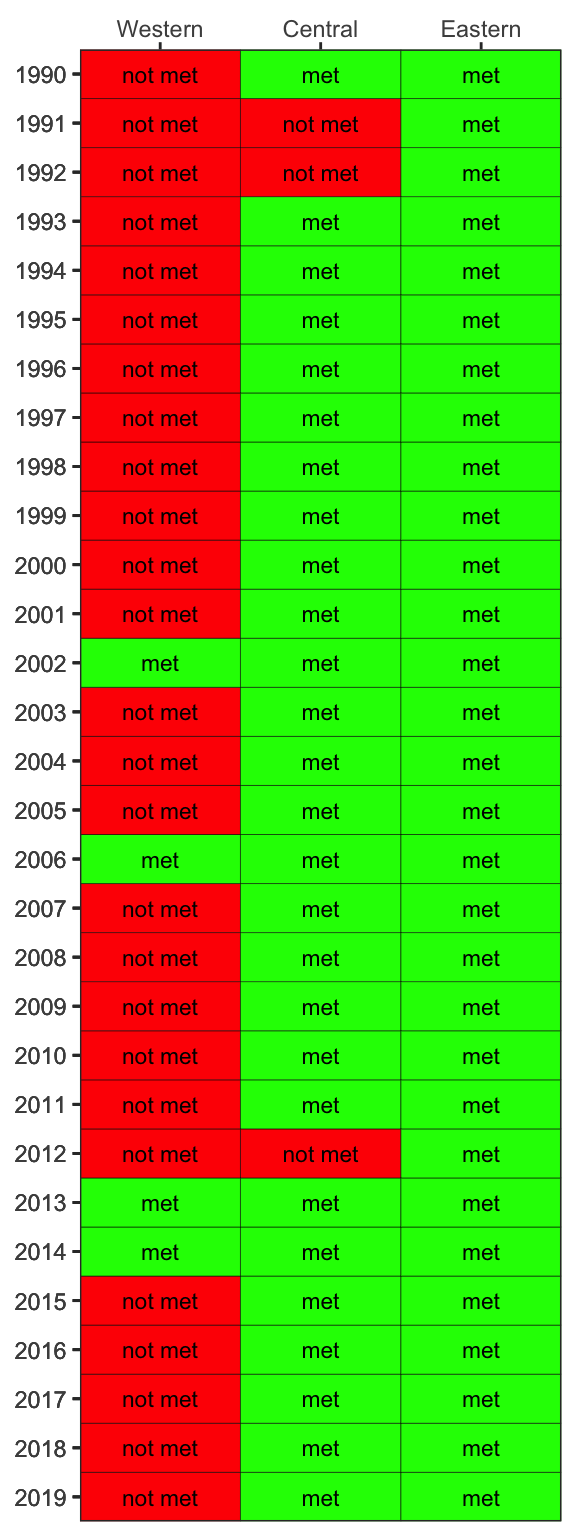 Western Central Eastern
1990 not met met met
1991 not met not met met
1992 not met not met met
1993 not met met met
1994 not met met met
1995 not met met met
1996 not met met met
1997 not met met met
1998 not met met met
1999 not met met met
2000 not met met met
2001 not met met met
2002 met met met
2003 not met met met
2004 not met met met
2005 not met met met
2006 met met met
2007 not met met met
2008 not met met met
2009 not met met met
2010 not met met met
2011 not met met met
2012 not met not met met
2013 met met met
2014 met met met
2015 not met met met
2016 not met met met
2017 not met met met
2018 not met met met
2019 not met met met